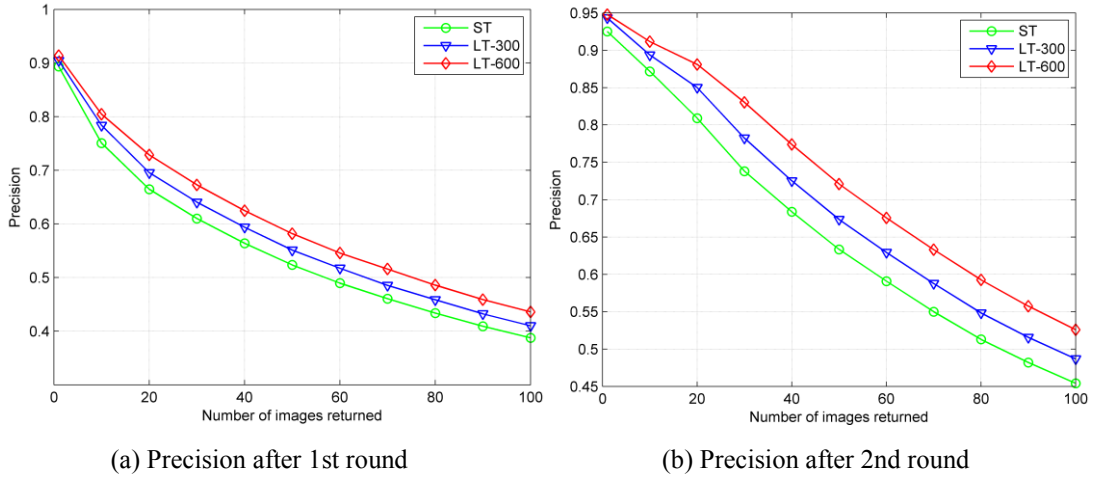 1
0.9
0.8
0.7
0.6
0.5
0.4
Precision
0
20
40
60
80
100
Number of images returned
ST
LT-300
LT-600
(a) Precision after 1st round
0.95
0.9
0.85
0.8
0.75
0.7
0.65
0.6
0.55
0.5
0.45
Precision
0
20
40
60
80
100
Number of images returned
ST
LT-300
LT-600
(b) Precision after 2nd round